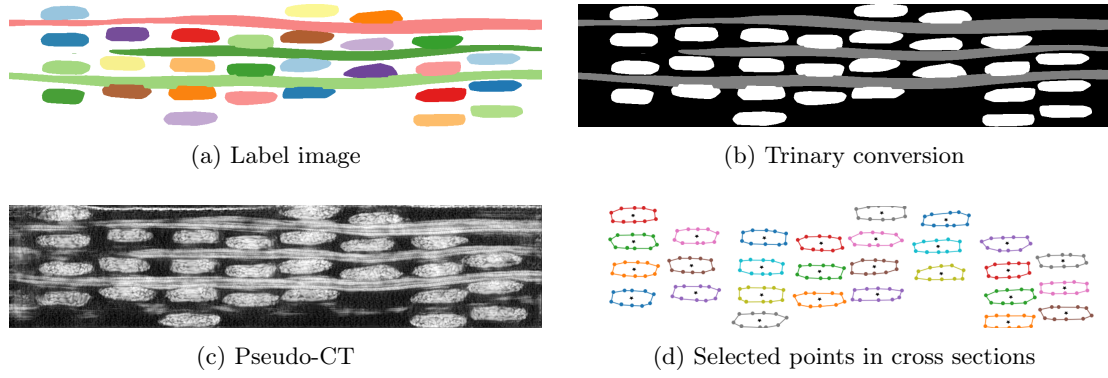 (a) Label image
(b) Trinary conversion
(c) Pseudo-CT
(d) Selected points in cross sections